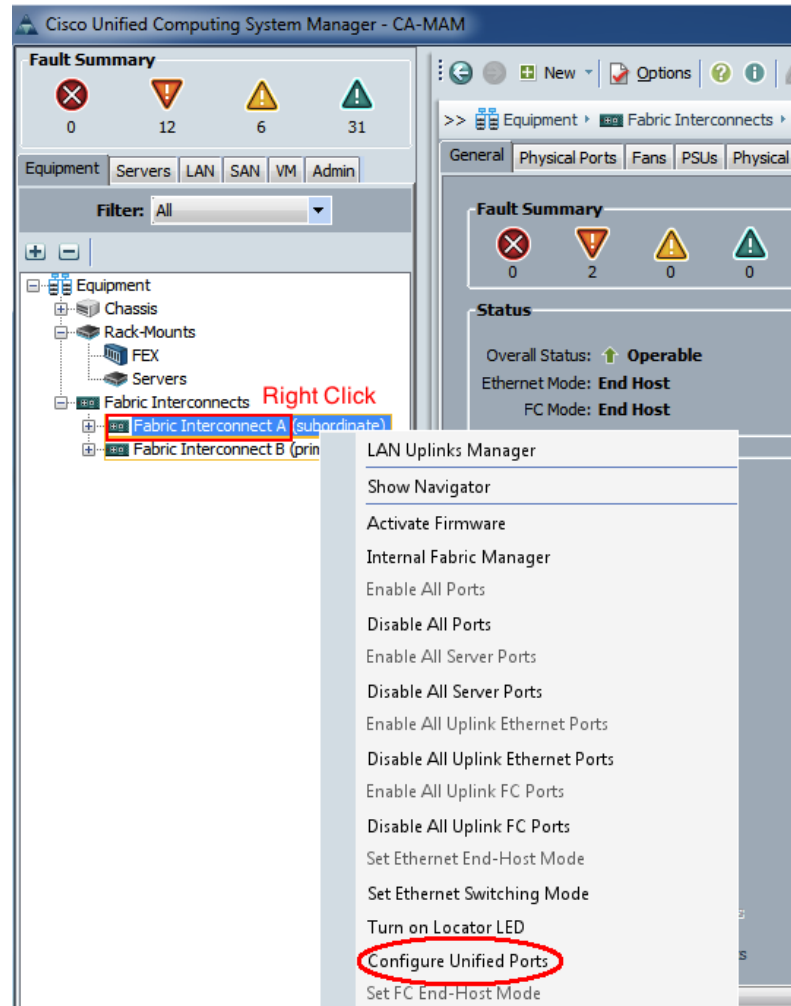 Cisco Unified Computing System Manager - CA-MAM
Fault Summary
0 12 6 31
Equipment Servers LAN SAN VM Admin
Filter: All
Equipment
Chassis
Rack-Mounts
FEX
Servers
Fabric Interconnects
Right Click
Fabric Interconnect A (subordinate)
Fabric Interconnect B (prim
New Options
>> Equipment Fabric Interconnects
General Physical Ports Fans PSUs Physical
Fault Summary
0 2 0 0
Status
Overall Status: Operable
Ethernet Mode: End Host
FC Mode: End Host
LAN Uplinks Manager
Show Navigator
Activate Firmware
Internal Fabric Manager
Enable All Ports
Disable All Ports
Enable All Server Ports
Disable All Server Ports
Enable All Uplink Ethernet Ports
Disable All Uplink Ethernet Ports
Enable All Uplink FC Ports
Disable All Uplink FC Ports
Set Ethernet End-Host Mode
Set Ethernet Switching Mode
Turn on Locator LED
Configure Unified Ports
Set FC End-Host Mode